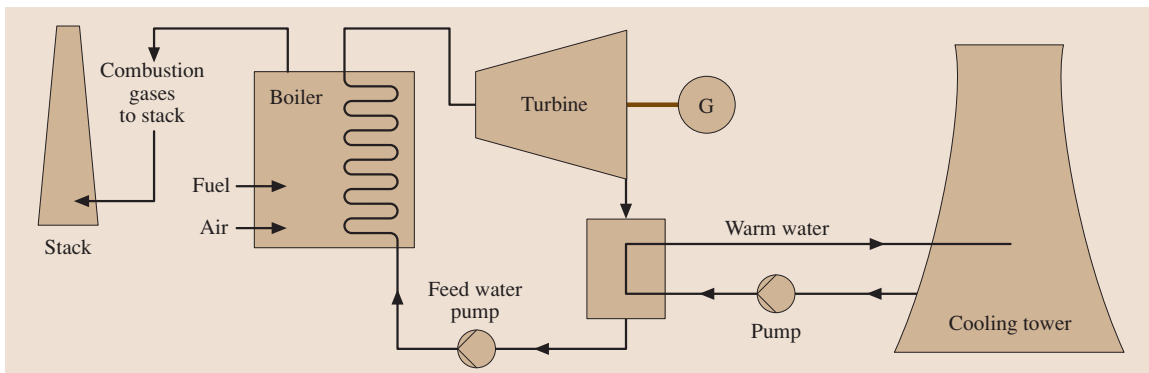 Combustion
gases
to stack
Boiler
Turbine
G
Fuel
Air
Stack
Warm water
Feed water
pump
Pump
Cooling tower